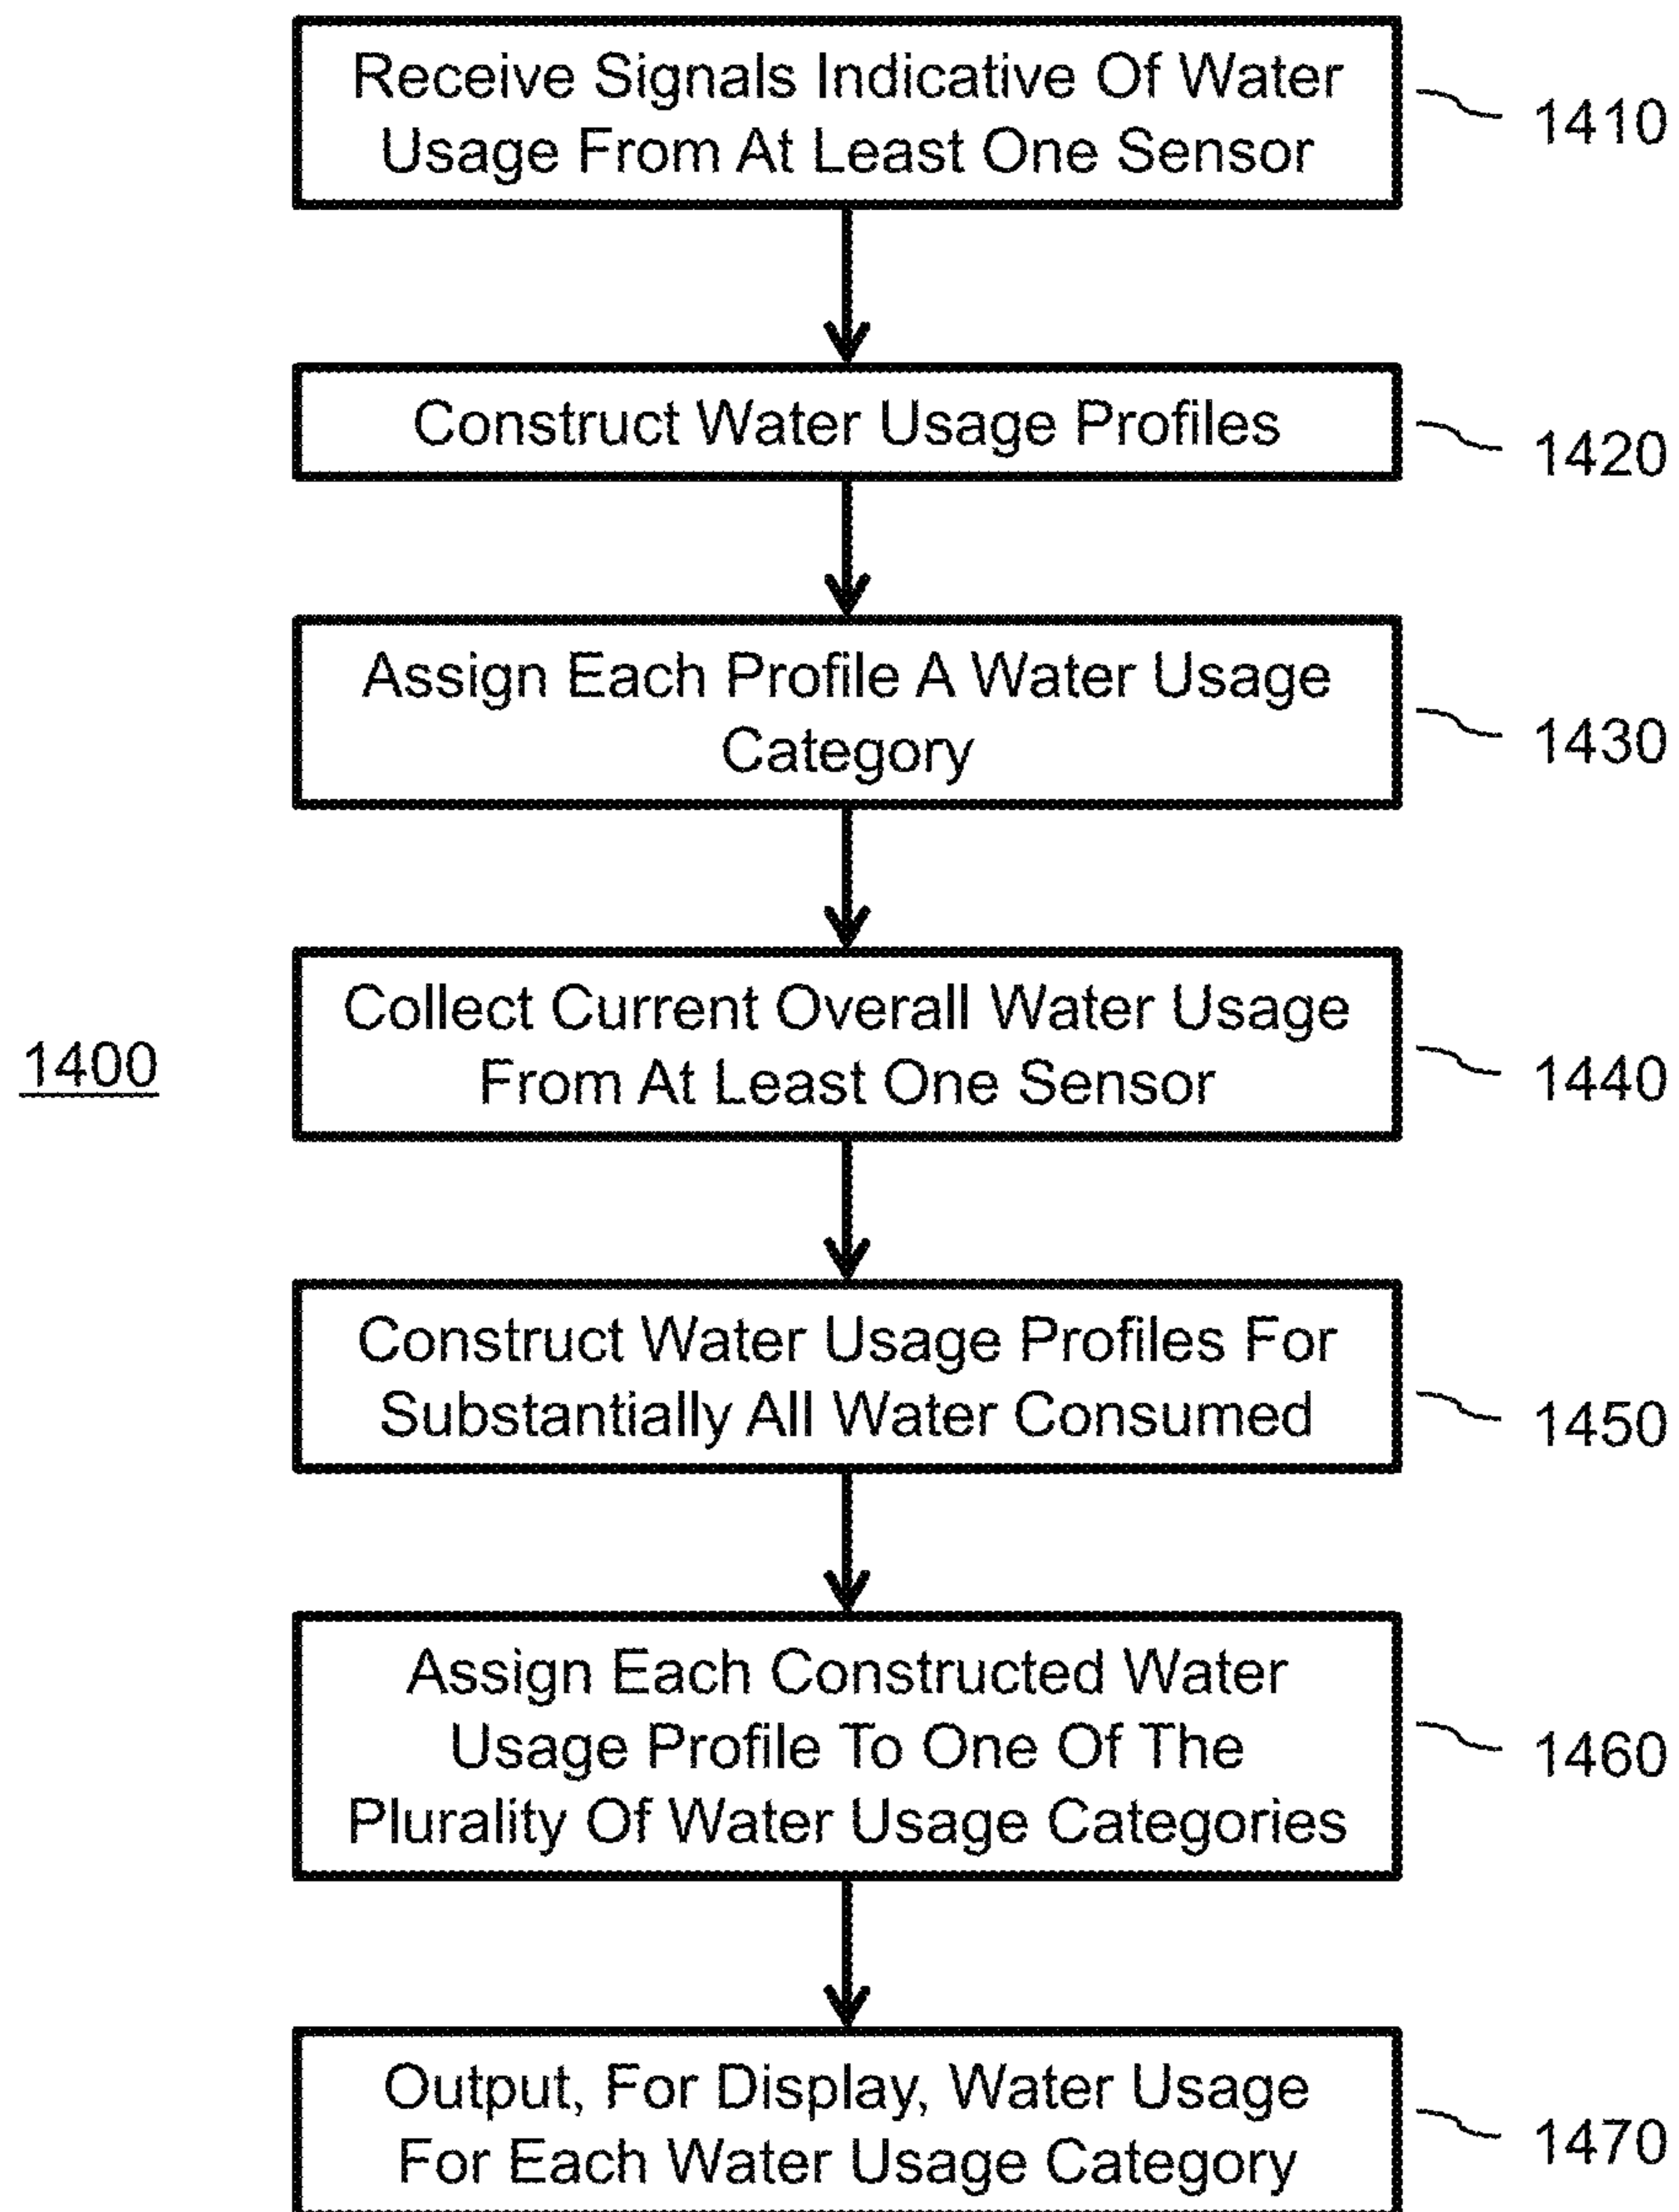 Receive Signals Indicative Of Water
Usage From At Least One Sensor
1410
Construct Water Usage Profiles
1420
Assign Each Profile A Water Usage
Category
1430
1400
Collect Current Overall Water Usage
From At Least One Sensor
1440
Construct Water Usage Profiles For
Substantially All Water Consumed
1450
Assign Each Constructed Water
Usage Profile To One Of The
Plurality Of Water Usage Categories
1460
Output, For Display, Water Usage
For Each Water Usage Category
1470